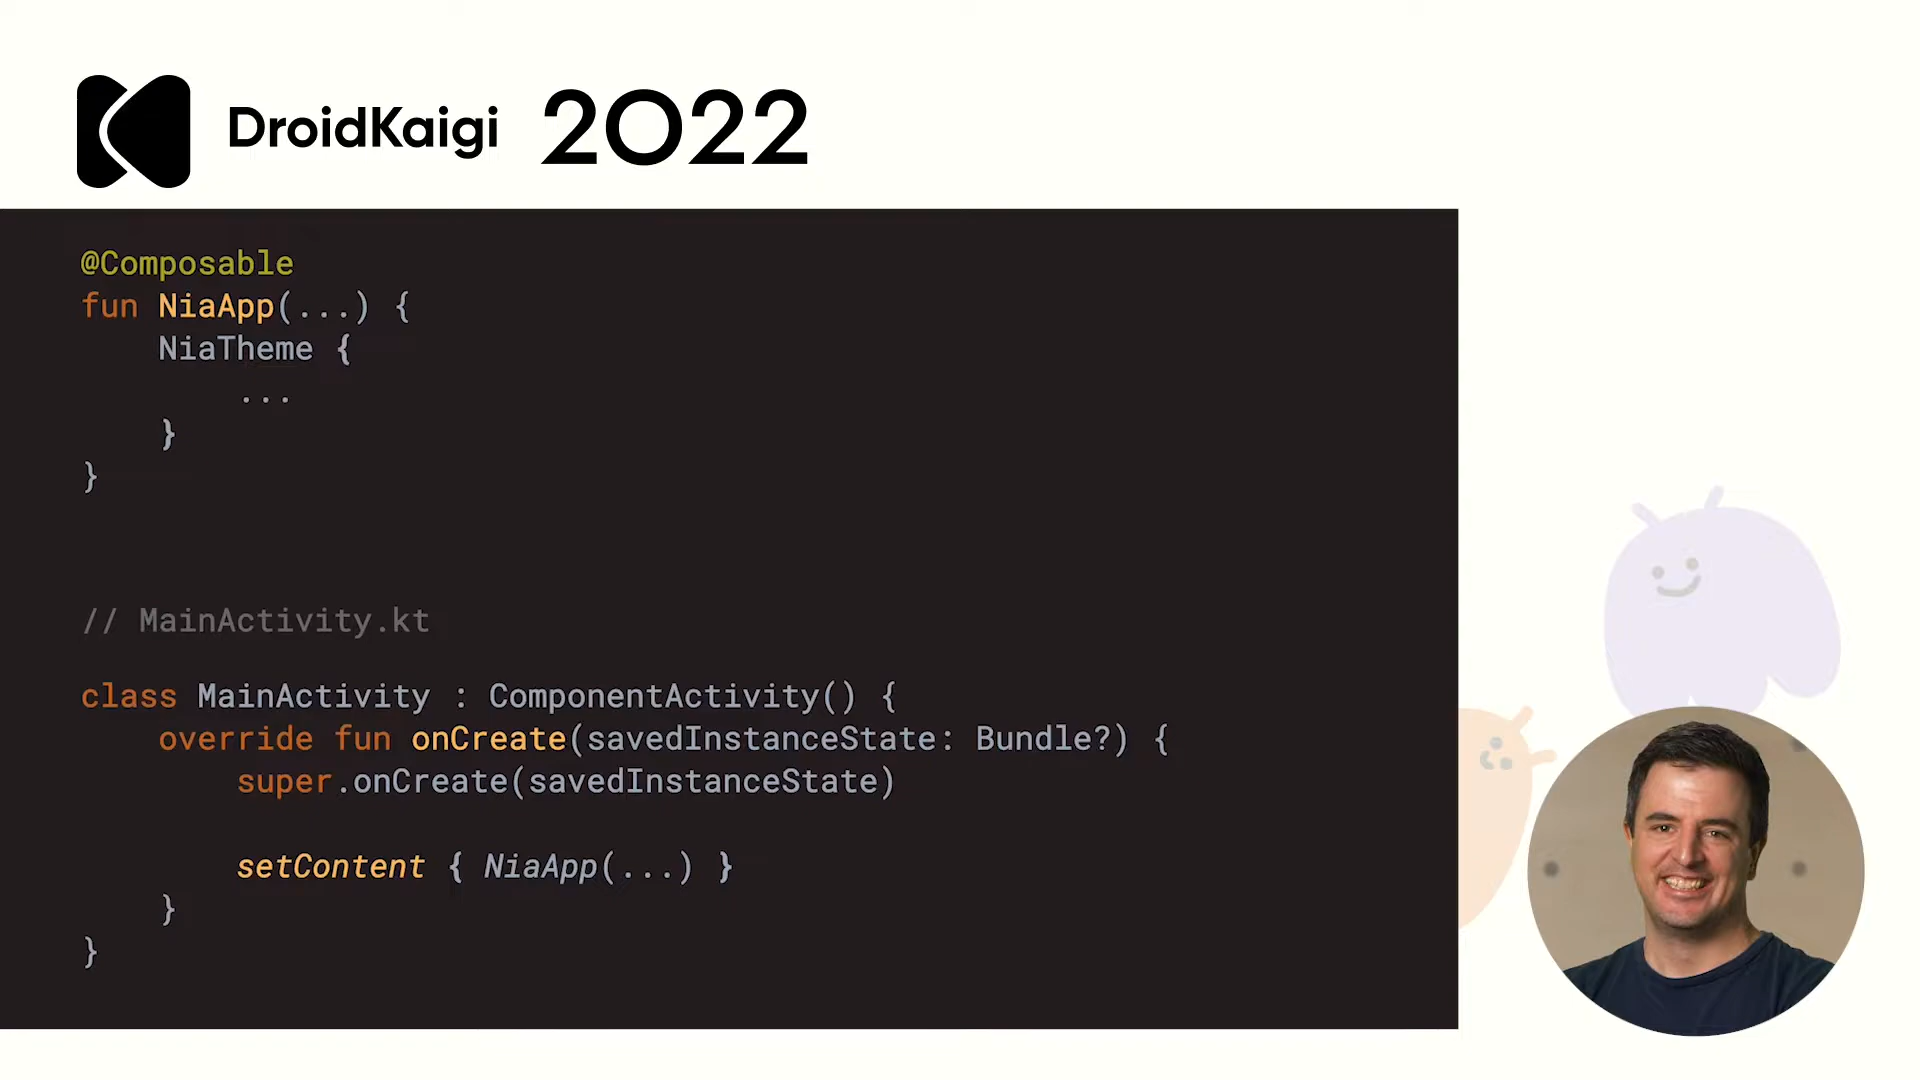 DroidKaigi 2022
@Composable
fun NiaApp(...) {
    NiaTheme {
        ...
    }
}
// MainActivity.kt
class MainActivity : ComponentActivity() {
    override fun onCreate(savedInstanceState: Bundle?) {
        super.onCreate(savedInstanceState)
        setContent { NiaApp(...) }
    }
}